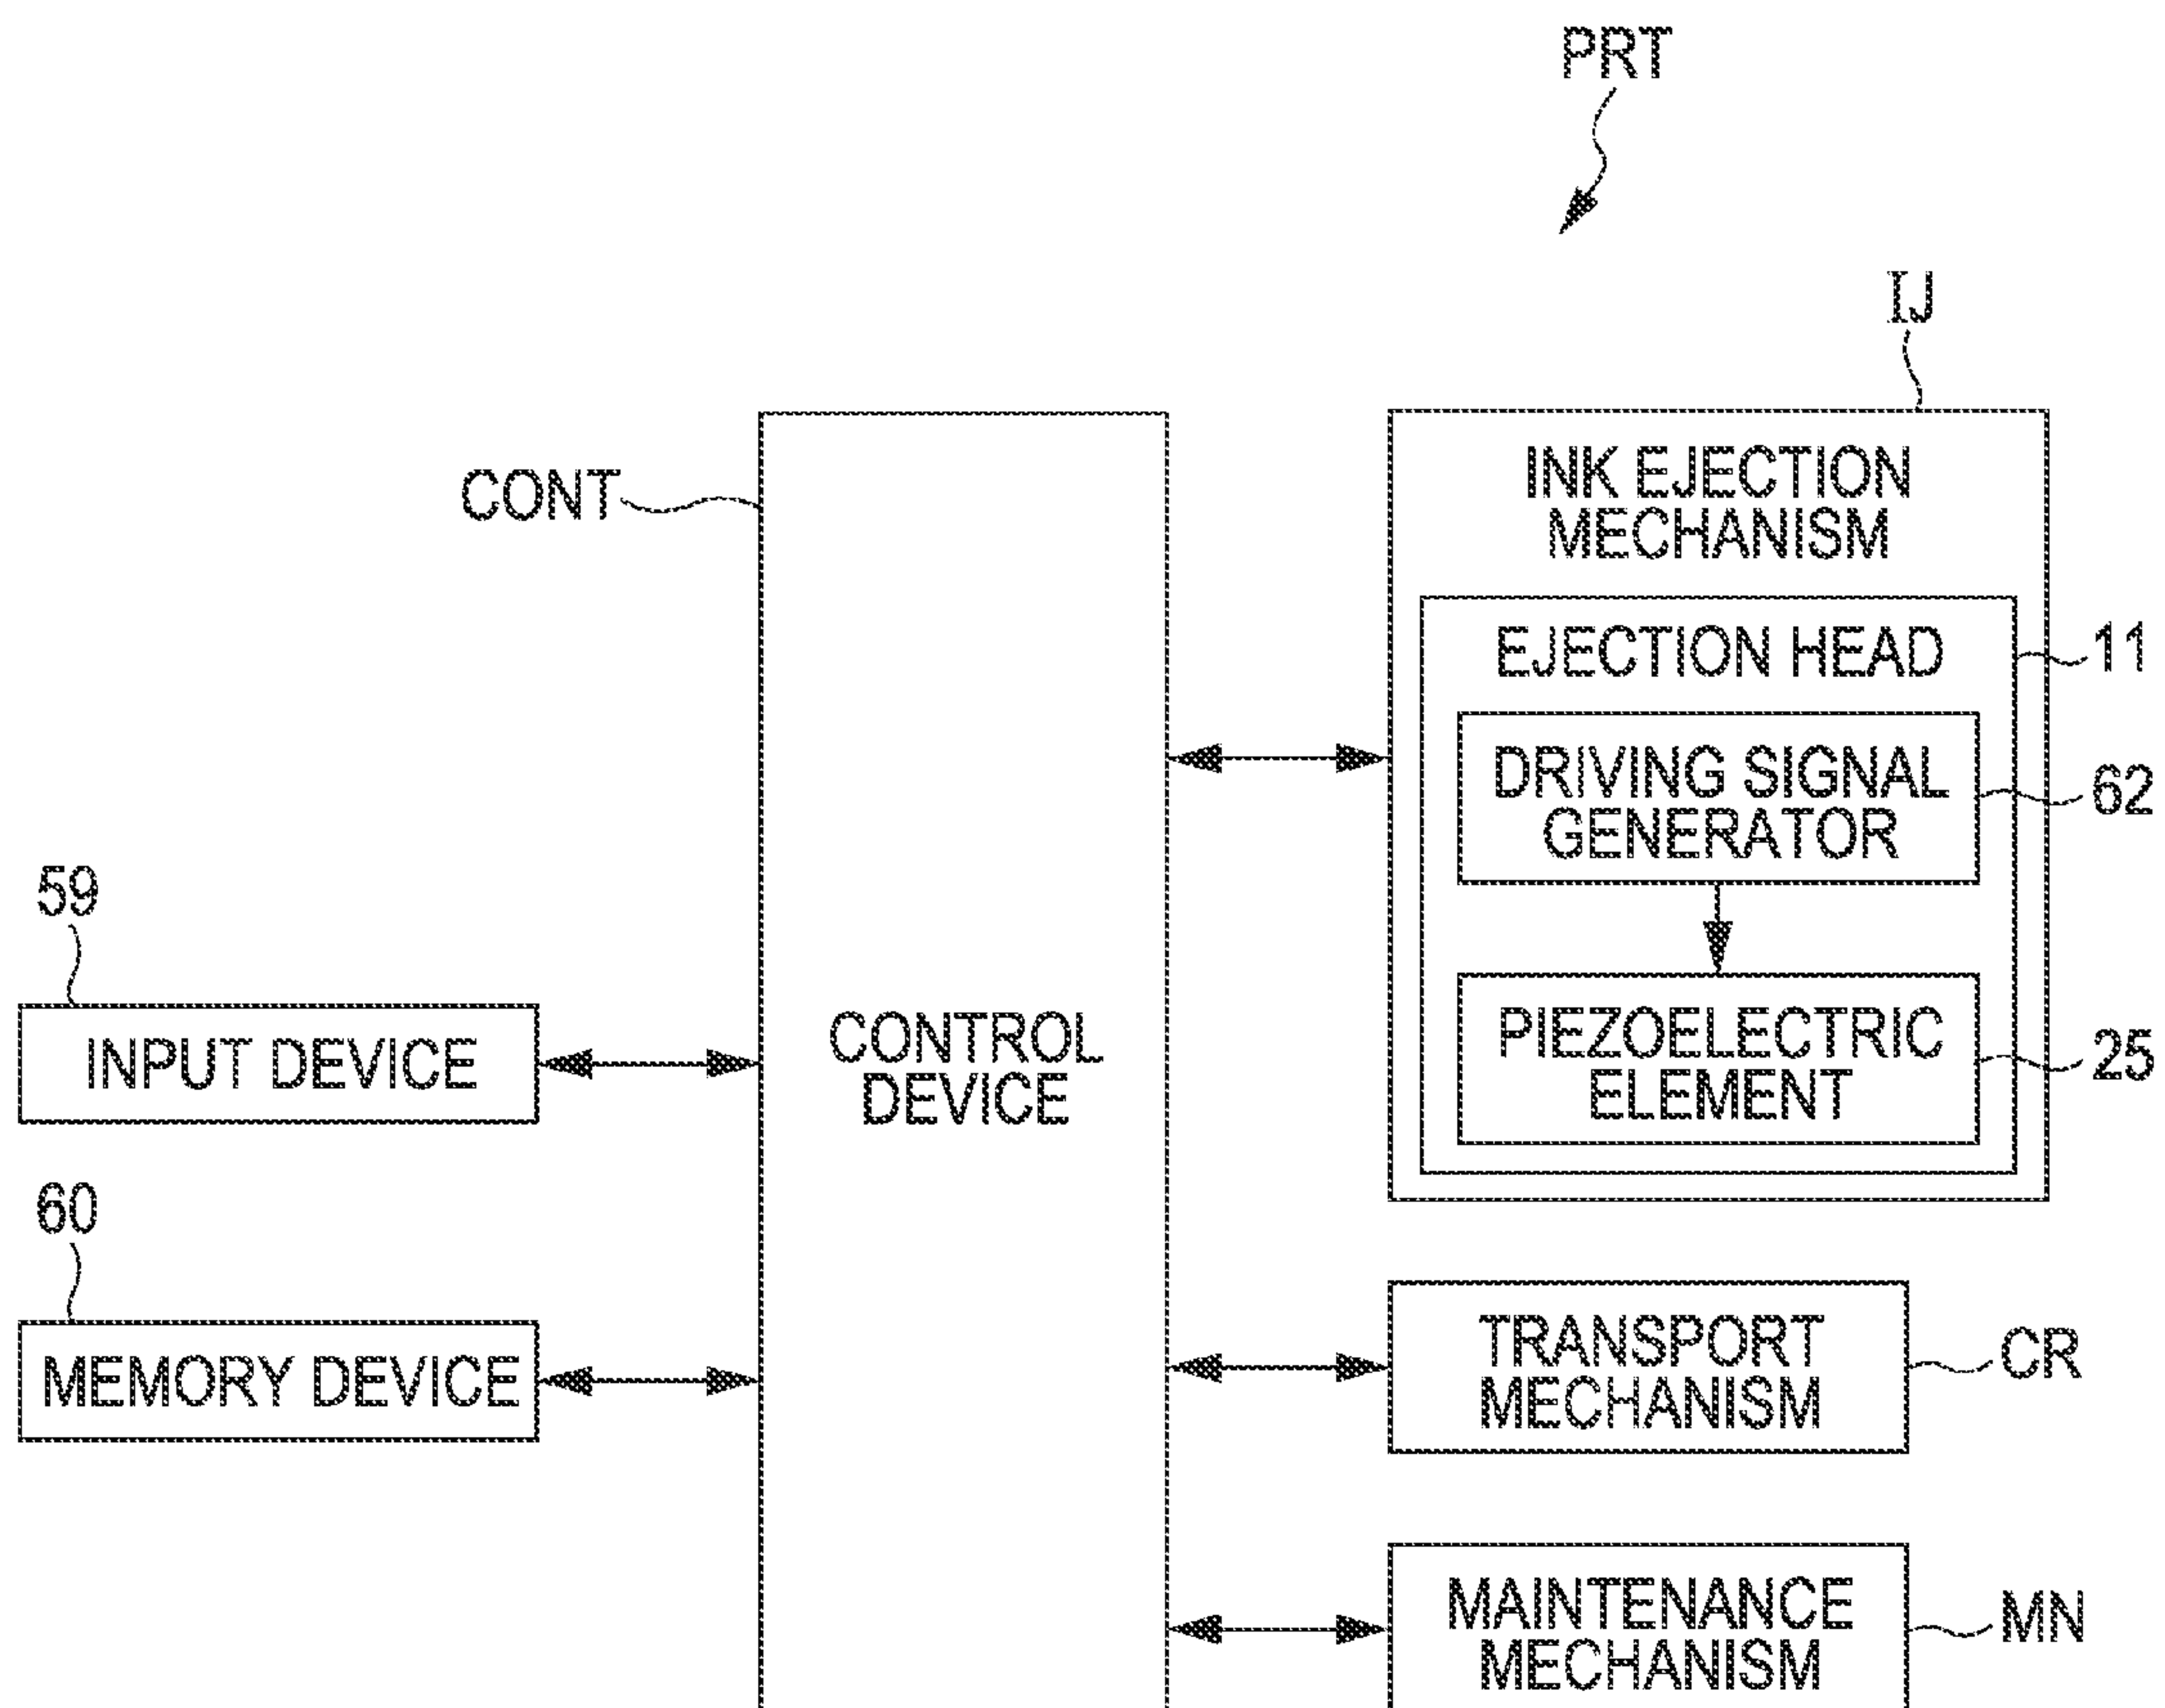 PRT
IJ
CONT
INK EJECTION
MECHANISM
EJECTION HEAD
11
DRIVING SIGNAL
GENERATOR
62
59
INPUT DEVICE
CONTROL
DEVICE
PIEZOELECTRIC
ELEMENT
25
60
MEMORY DEVICE
TRANSPORT
MECHANISM
CR
MAINTENANCE
MECHANISM
MN